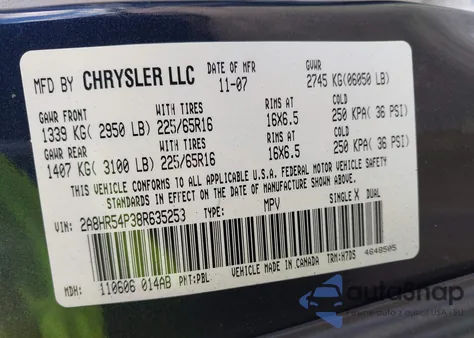 MFD BY CHRYSLER LLC DATE OF MFR 11-07 GVWR 2745 KG(06050 LB)
GAWR FRONT WITH TIRES RIMS AT COLD
1339 KG( 2950 LB) 225/65R16 16X6.5 250 KPA( 36 PSI)
GAWR REAR WITH TIRES RIMS AT COLD
1407 KG( 3100 LB) 225/65R16 16X6.5 250 KPA( 36 PSI)
THIS VEHICLE CONFORMS TO ALL APPLICABLE U.S.A. FEDERAL MOTOR VEHICLE SAFETY
STANDARDS IN EFFECT ON THE DATE OF MANUFACTURE SHOWN ABOVE.
VIN: 2A8HR54P38R635253 TYPE: MPV SINGLE X DUAL
MDH: 110606 014AB PNT:PBL VEHICLE MADE IN CANADA TRM:H7DS 4648505
autosnap